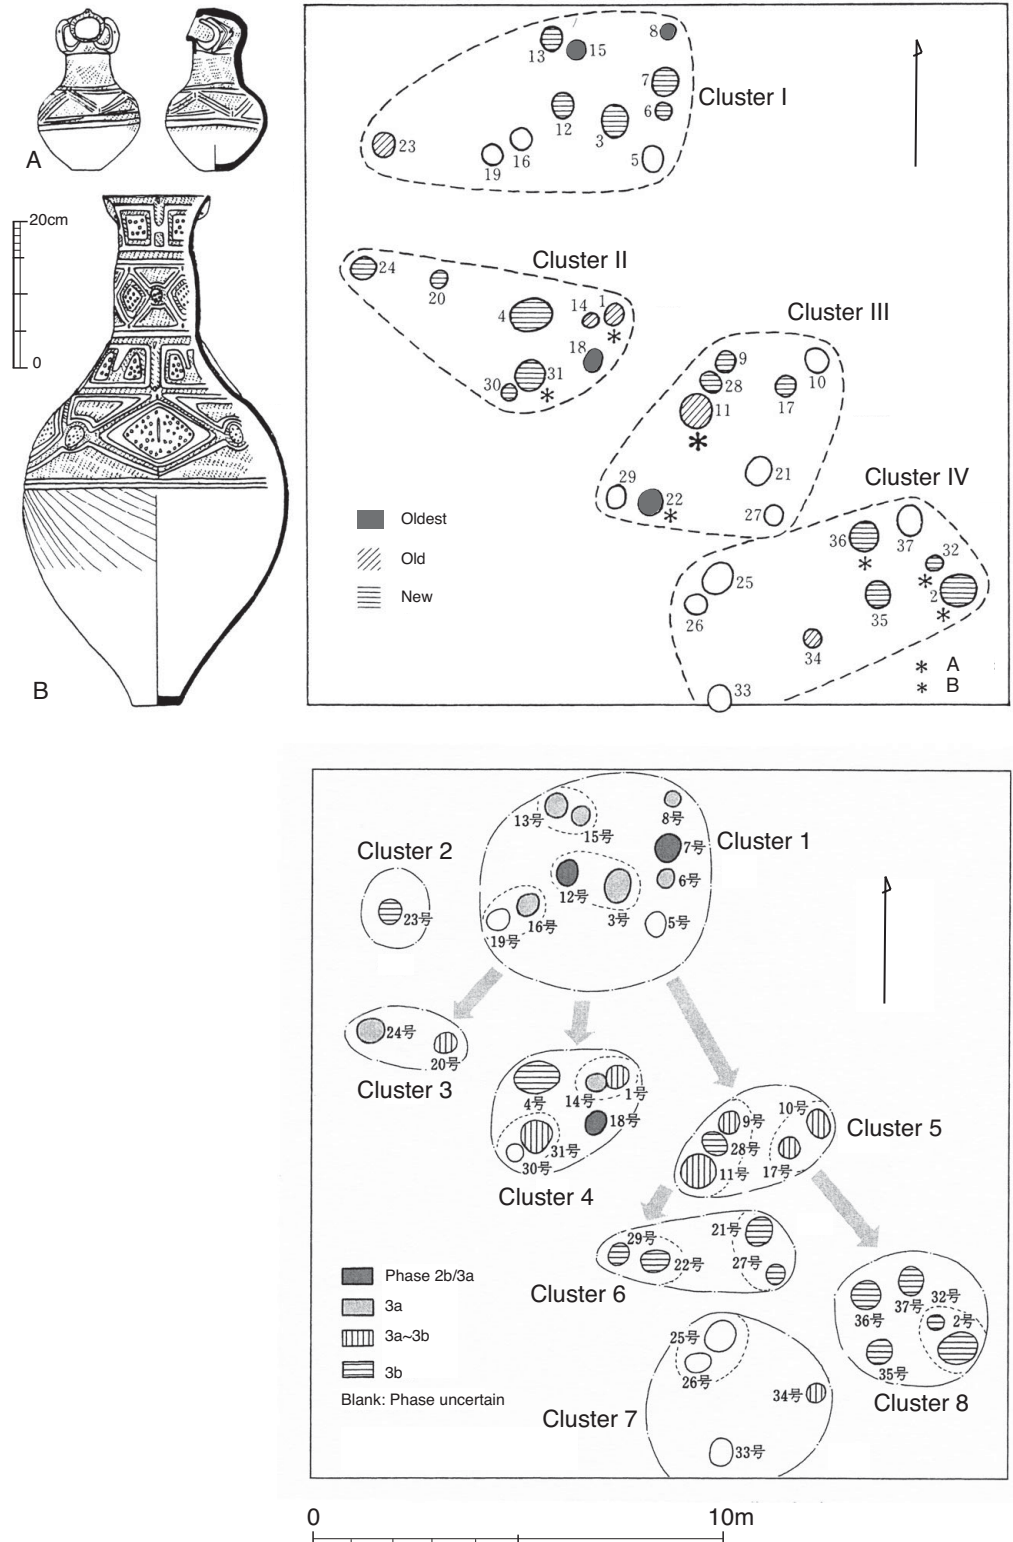 A
20cm
0
B
8
13
15
Cluster I
7
6
12
3
23
16
19
5
Cluster II
24
20
14
1
4
*
18
31
30
*
Cluster III
9
10
28
17
11
*
21
29
22
*
27
Cluster IV
36
37
32
*
*
2
*
25
26
35
34
33
* A
* B
Oldest
Old
New
Cluster 1
Cluster 2
13号
15号
8号
7号
12号
6号
3号
16号
5号
19号
23号
24号
20号
Cluster 3
4号
14号
1号
18号
31号
30号
Cluster 4
9号
10号
28号
11号
17号
Cluster 5
29号
21号
22号
27号
Cluster 6
25号
26号
34号
33号
Cluster 7
36号
37号
32号
2号
35号
Cluster 8
Phase 2b/3a
3a
3a~3b
3b
Blank: Phase uncertain
0
10m